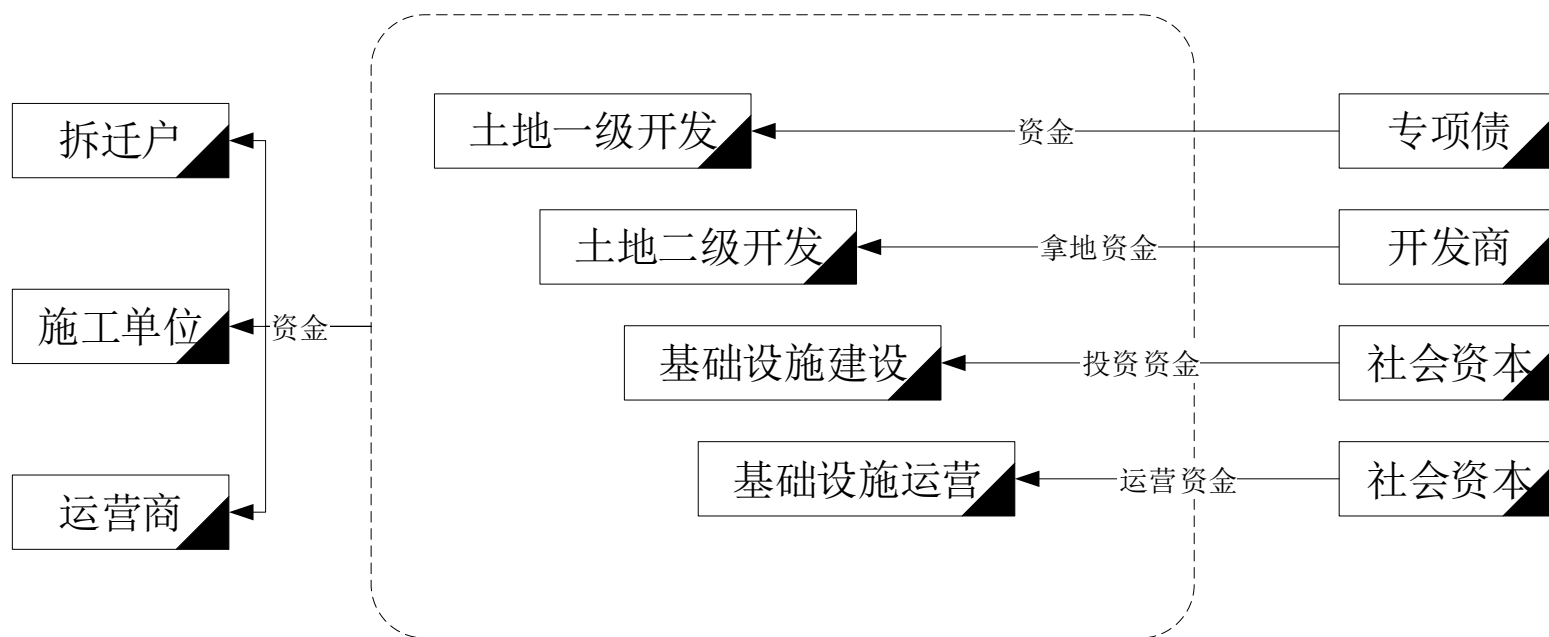 拆迁户
施工单位
运营商
资金
土地一级开发
资金
专项债
土地二级开发
拿地资金
开发商
基础设施建设
投资资金
社会资本
基础设施运营
运营资金
社会资本